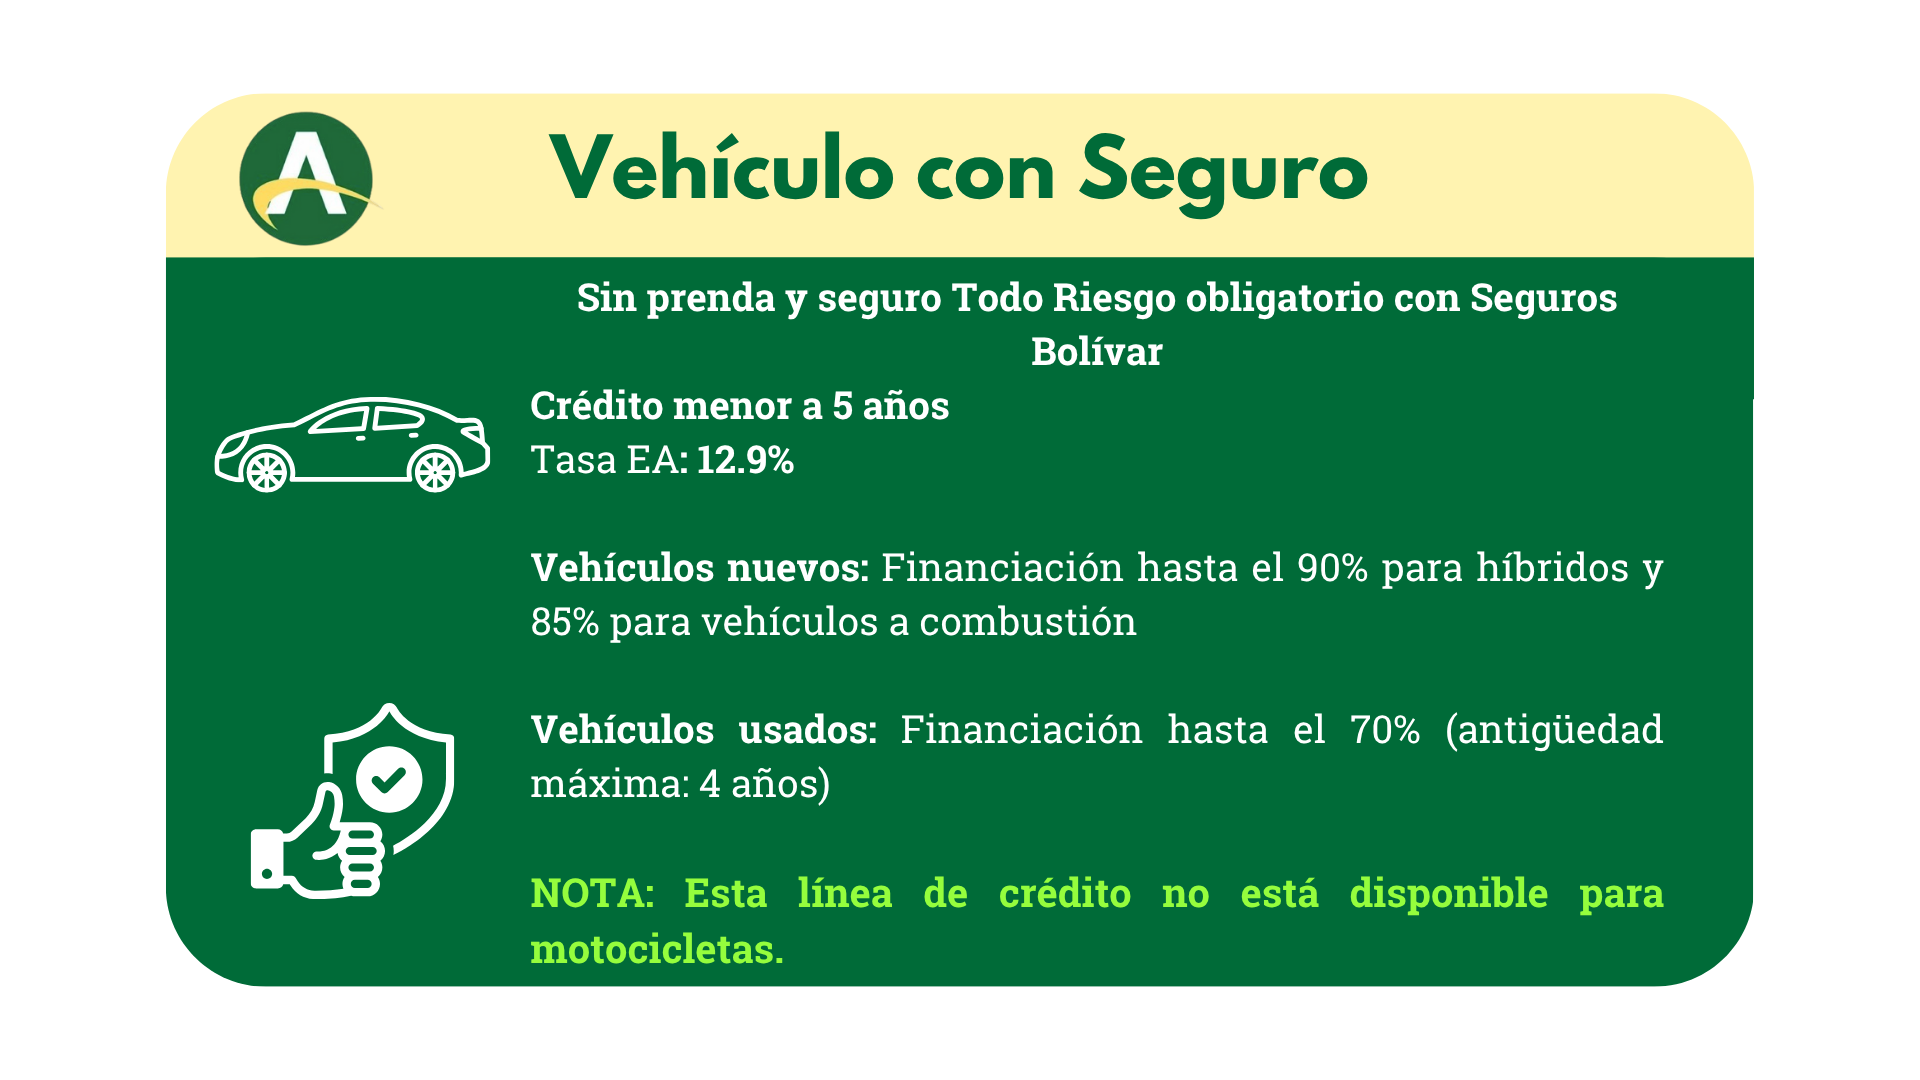 A
Vehículo con Seguro
Sin prenda y seguro Todo Riesgo obligatorio con Seguros
Bolívar
Crédito menor a 5 años
Tasa EA: 12.9%
Vehículos nuevos: Financiación hasta el 90% para híbridos y
85% para vehículos a combustión
Vehículos usados: Financiación hasta el 70% (antigüedad
máxima: 4 años)
NOTA: Esta línea de crédito no está disponible para
motocicletas.